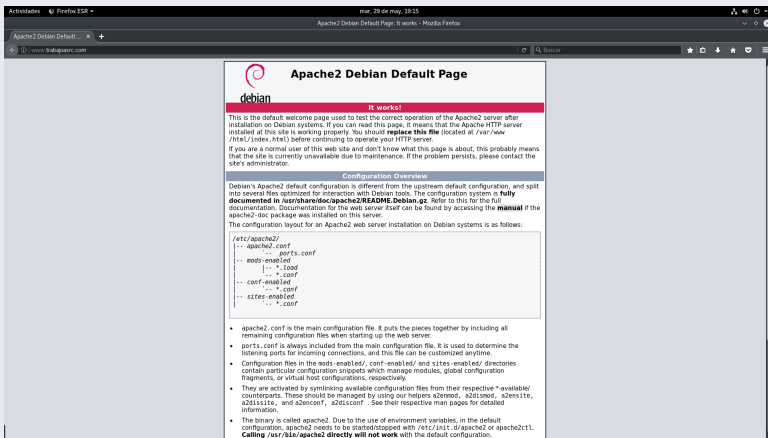 Actividades Firefox ESR mar, 29 de may, 19:15
Apache2 Debian Default Page: It works – Mozilla Firefox
Apache2 Debian Default ... × +
www.trabajoasrc.com Buscar
debian
Apache2 Debian Default Page
It works!
This is the default welcome page used to test the correct operation of the Apache2 server after
installation on Debian systems. If you can read this page, it means that the Apache HTTP server
installed at this site is working properly. You should replace this file (located at /var/www
/html/index.html) before continuing to operate your HTTP server.
If you are a normal user of this web site and don't know what this page is about, this probably means
that the site is currently unavailable due to maintenance. If the problem persists, please contact the
site's administrator.
Configuration Overview
Debian's Apache2 default configuration is different from the upstream default configuration, and split
into several files optimized for interaction with Debian tools. The configuration system is fully
documented in /usr/share/doc/apache2/README.Debian.gz. Refer to this for the full
documentation. Documentation for the web server itself can be found by accessing the manual if the
apache2-doc package was installed on this server.
The configuration layout for an Apache2 web server installation on Debian systems is as follows:
/etc/apache2/
|-- apache2.conf
|       `--  ports.conf
|-- mods-enabled
|       |-- *.load
|       `-- *.conf
|-- conf-enabled
|       `-- *.conf
|-- sites-enabled
|       `-- *.conf
• apache2.conf is the main configuration file. It puts the pieces together by including all
remaining configuration files when starting up the web server.
• ports.conf is always included from the main configuration file. It is used to determine the
listening ports for incoming connections, and this file can be customized anytime.
• Configuration files in the mods-enabled/, conf-enabled/ and sites-enabled/ directories
contain particular configuration snippets which manage modules, global configuration
fragments, or virtual host configurations, respectively.
• They are activated by symlinking available configuration files from their respective *-available/
counterparts. These should be managed by using our helpers a2enmod, a2dismod, a2ensite,
a2dissite, and a2enconf, a2disconf . See their respective man pages for detailed
information.
• The binary is called apache2. Due to the use of environment variables, in the default
configuration, apache2 needs to be started/stopped with /etc/init.d/apache2 or apache2ctl.
Calling /usr/bin/apache2 directly will not work with the default configuration.